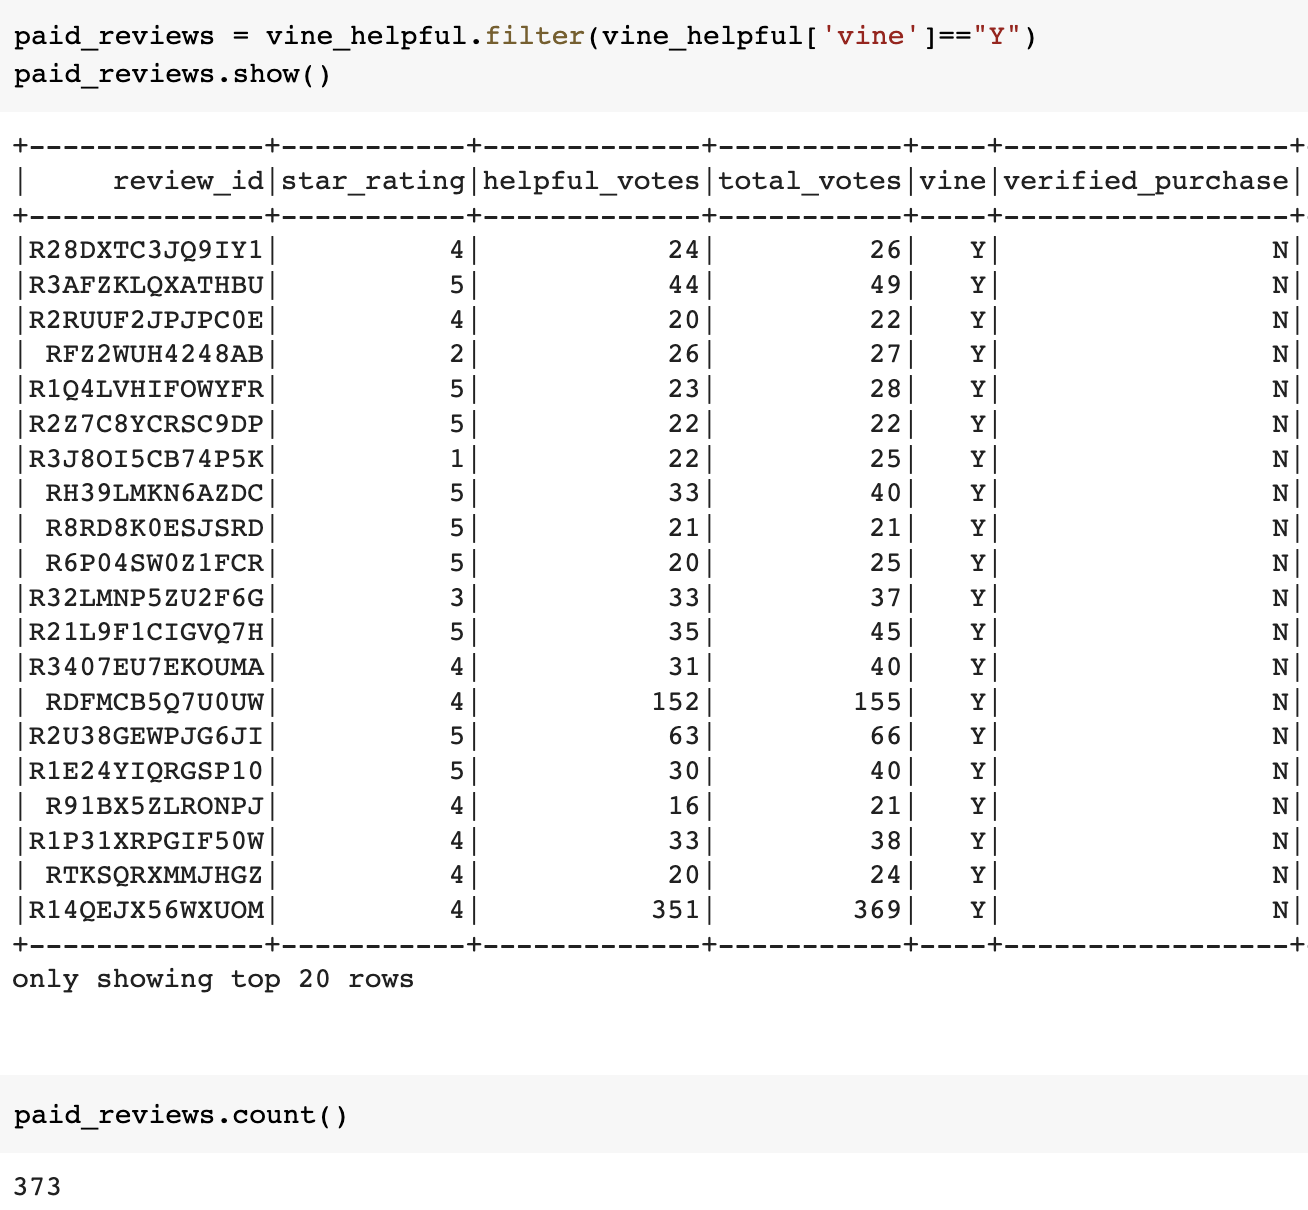 paid_reviews = vine_helpful.filter(vine_helpful['vine']=="Y")
paid_reviews.show()
+--------------+-----------+-------------+-----------+----+-----------------+
|     review_id|star_rating|helpful_votes|total_votes|vine|verified_purchase|
+--------------+-----------+-------------+-----------+----+-----------------+
|R28DXTC3JQ9IY1|          4|           24|         26|   Y|                N|
|R3AFZKLQXATHBU|          5|           44|         49|   Y|                N|
|R2RUUF2JPJPC0E|          4|           20|         22|   Y|                N|
| RFZ2WUH4248AB|          2|           26|         27|   Y|                N|
|R1Q4LVHIFOWYFR|          5|           23|         28|   Y|                N|
|R2Z7C8YCRSC9DP|          5|           22|         22|   Y|                N|
|R3J8OI5CB74P5K|          1|           22|         25|   Y|                N|
| RH39LMKN6AZDC|          5|           33|         40|   Y|                N|
| R8RD8K0ESJSRD|          5|           21|         21|   Y|                N|
| R6P04SW0Z1FCR|          5|           20|         25|   Y|                N|
|R32LMNP5ZU2F6G|          3|           33|         37|   Y|                N|
|R21L9F1CIGVQ7H|          5|           35|         45|   Y|                N|
|R3407EU7EKOUMA|          4|           31|         40|   Y|                N|
| RDFMCB5Q7U0UW|          4|          152|        155|   Y|                N|
|R2U38GEWPJG6JI|          5|           63|         66|   Y|                N|
|R1E24YIQRGSP10|          5|           30|         40|   Y|                N|
| R91BX5ZLRONPJ|          4|           16|         21|   Y|                N|
|R1P31XRPGIF50W|          4|           33|         38|   Y|                N|
| RTKSQRXMMJHGZ|          4|           20|         24|   Y|                N|
|R14QEJX56WXUOM|          4|          351|        369|   Y|                N|
+--------------+-----------+-------------+-----------+----+-----------------+
only showing top 20 rows
paid_reviews.count()
373